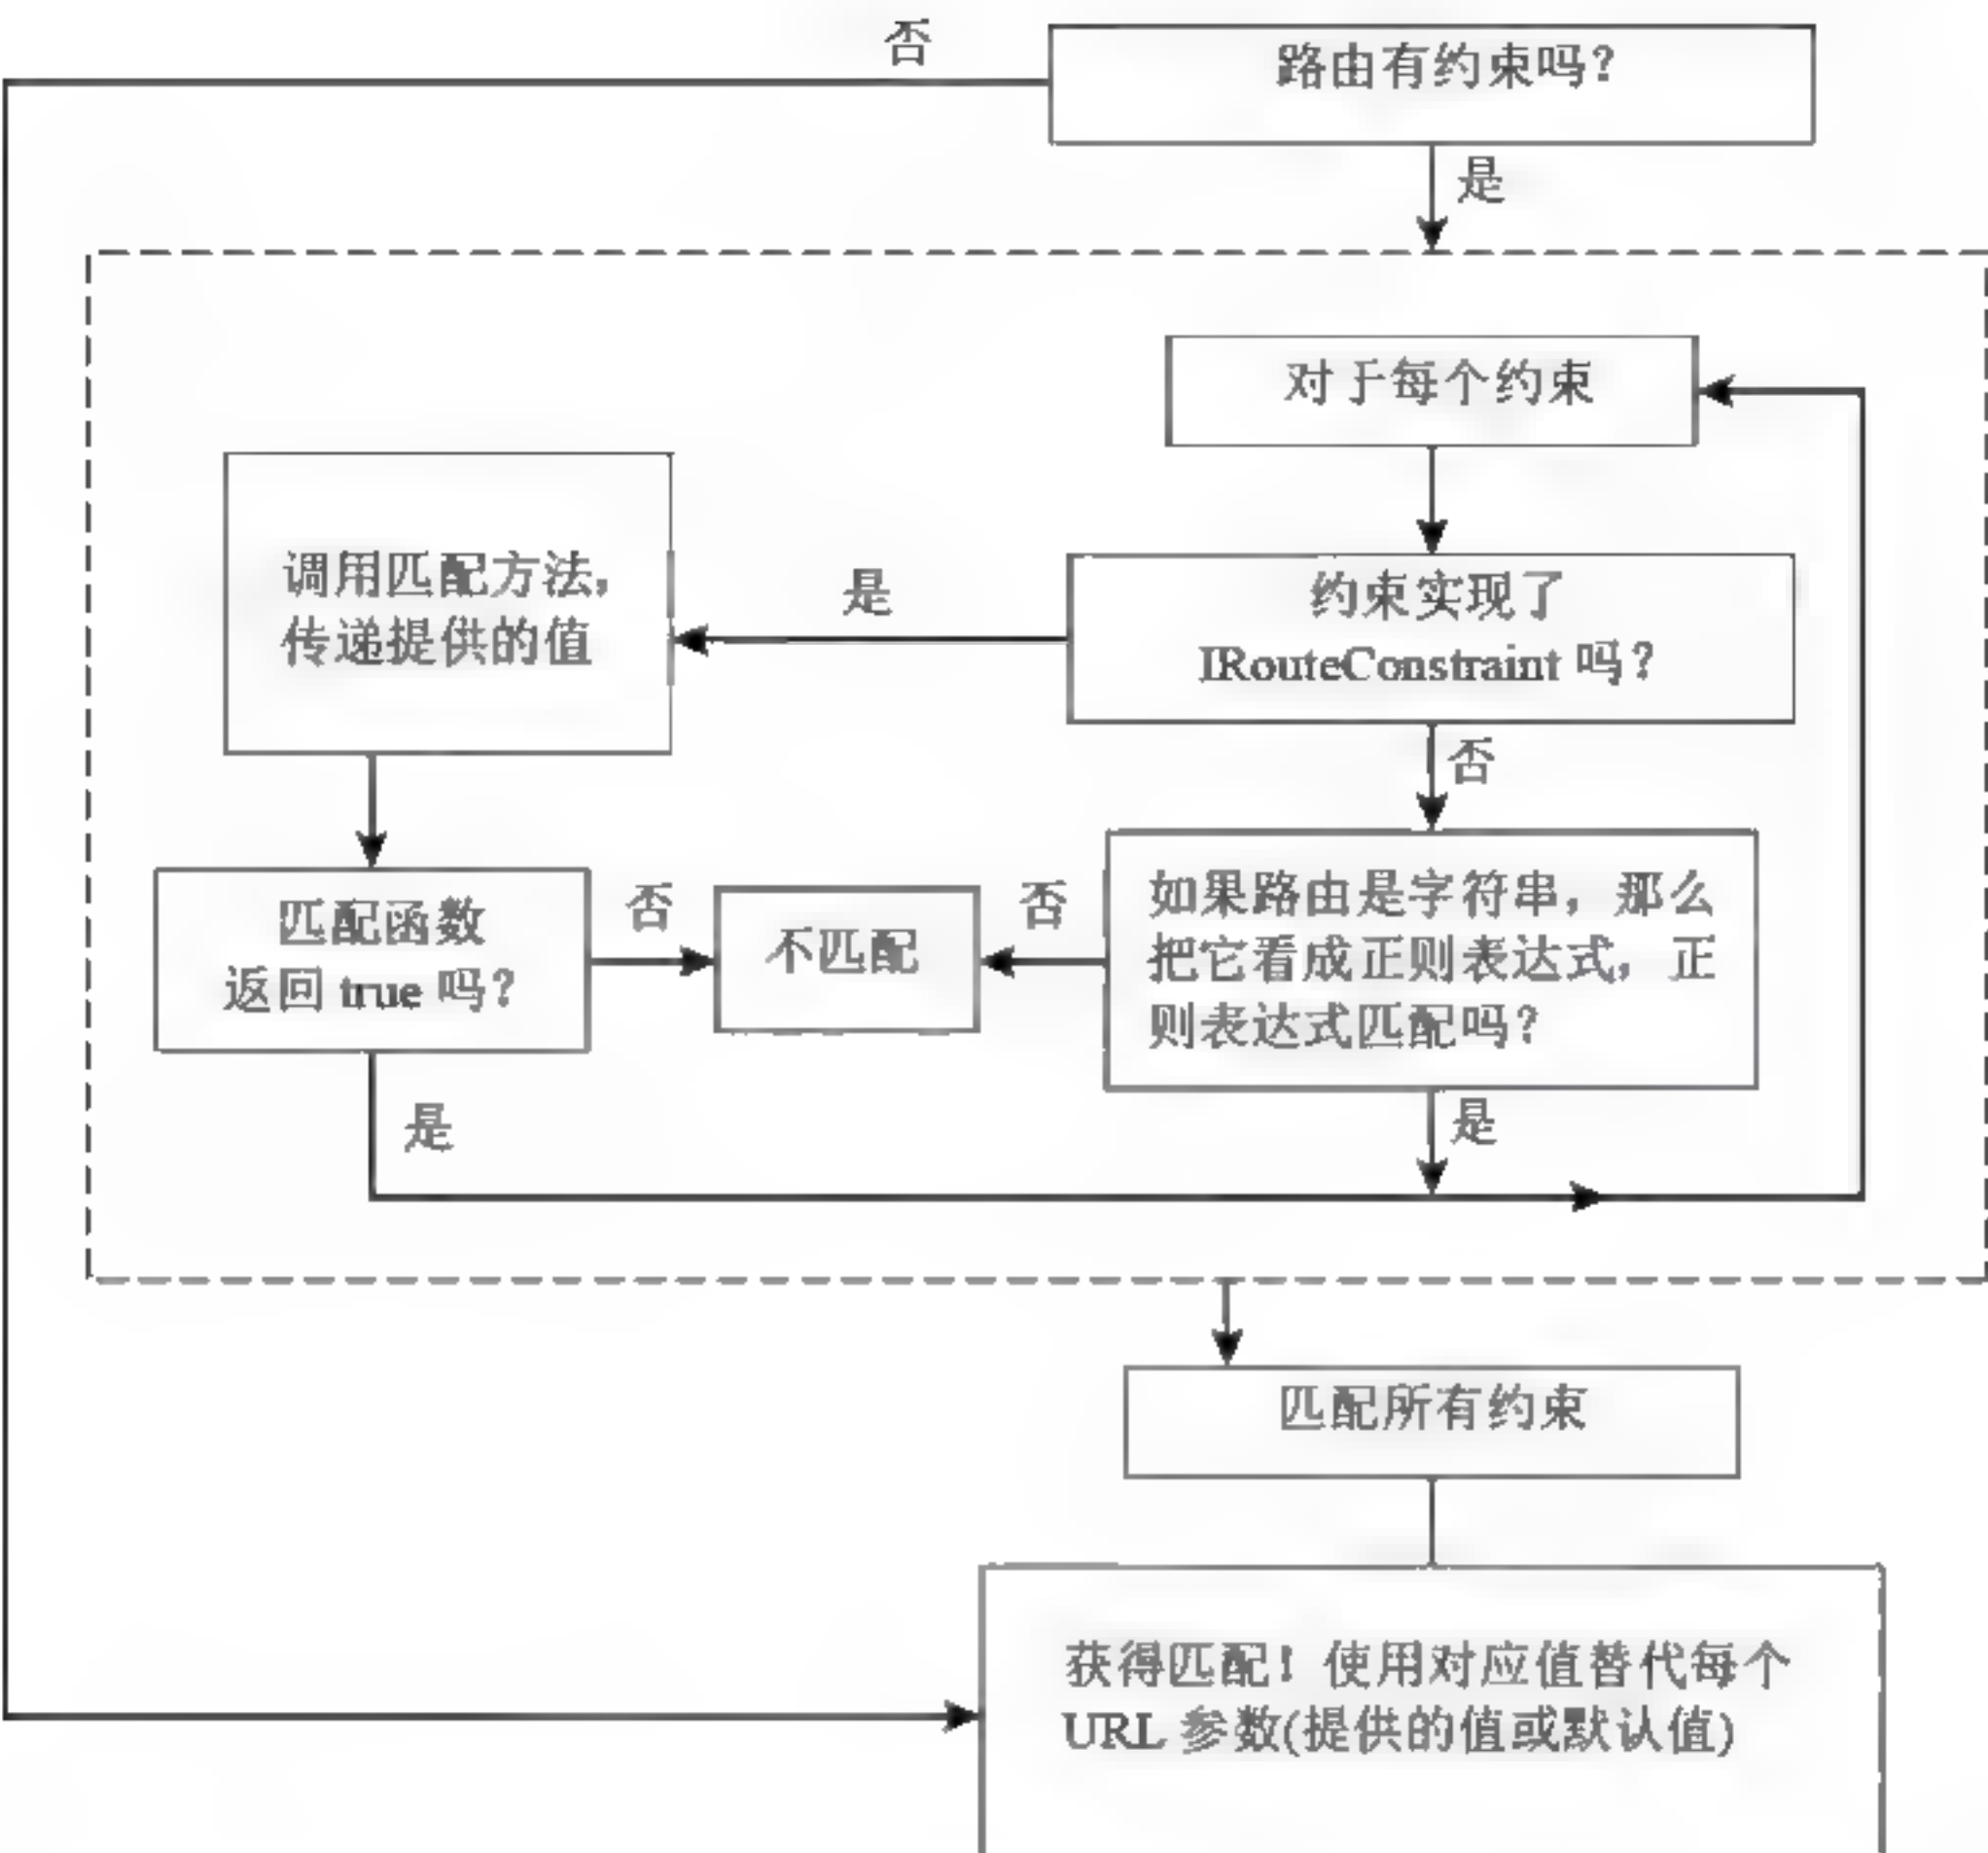 否
路由有约束吗？
是
对于每个约束
调用匹配方法，
传递提供的值
是
约束实现了
IRouteConstraint 吗？
否
匹配函数
返回 true 吗？
否
不匹配
否
如果路由是字符串，那么
把它看成正则表达式，正
则表达式匹配吗？
是
是
匹配所有约束
获得匹配！使用对应值替代每个
URL 参数(提供的值或默认值)